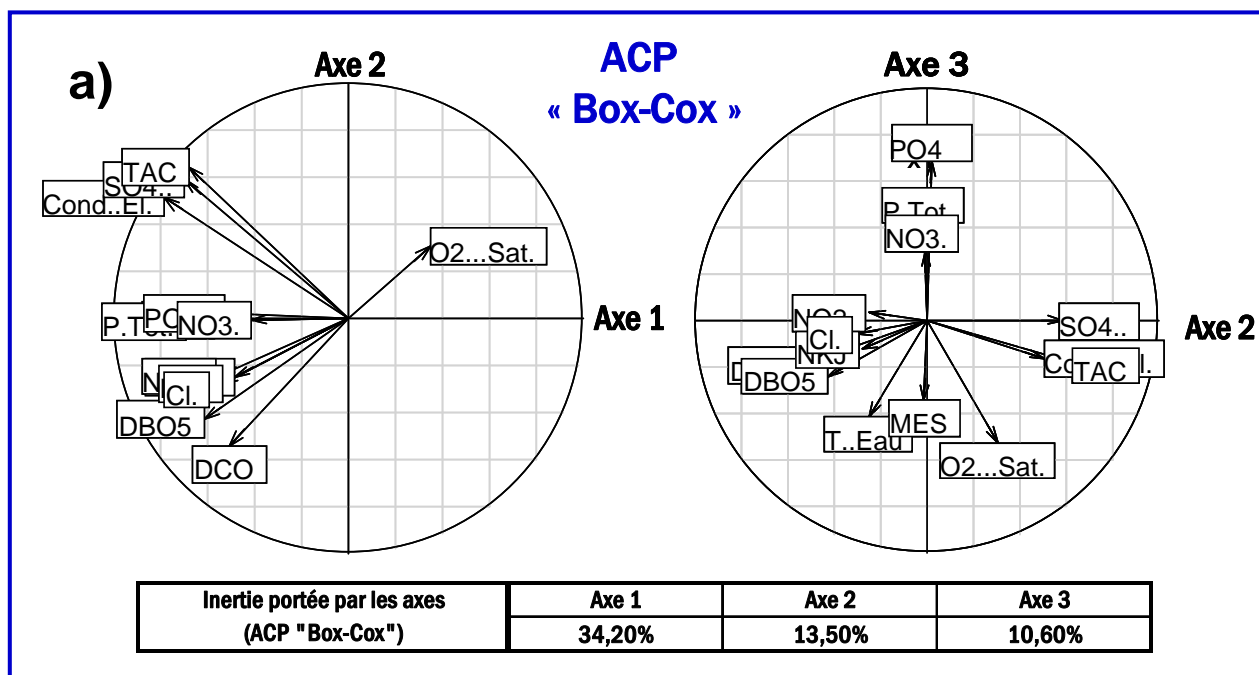 a)
Axe 2
ACP
« Box-Cox »
Axe 3
TAC
SO4..
Cond..El.
O2...Sat.
P.Tot.
NO3.
Axe 1
Cl.
DBO5
DCO
PO4
P.Tot.
NO3.
Cl.
NKJ
DBO5
SO4..
TAC
Axe 2
MES
T..Eau
O2...Sat.
Inertie portée par les axes
(ACP "Box-Cox")
Axe 1
Axe 2
Axe 3
34,20%
13,50%
10,60%